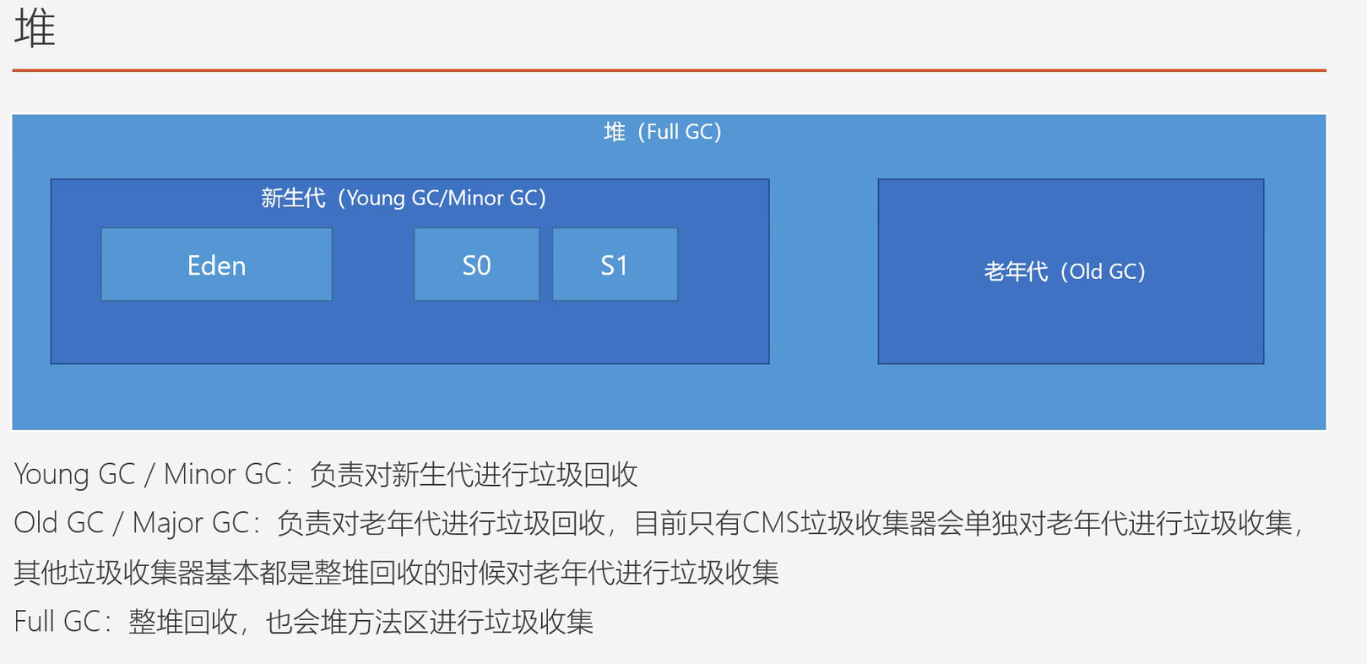 堆
堆（Full GC）
新生代（Young GC/Minor GC）
Eden
S0
S1
老年代（Old GC）
Young GC / Minor GC：负责对新生代进行垃圾回收
Old GC / Major GC：负责对老年代进行垃圾回收，目前只有CMS垃圾收集器会单独对老年代进行垃圾收集，
其他垃圾收集器基本都是整堆回收的时候对老年代进行垃圾收集
Full GC：整堆回收，也会堆方法区进行垃圾收集